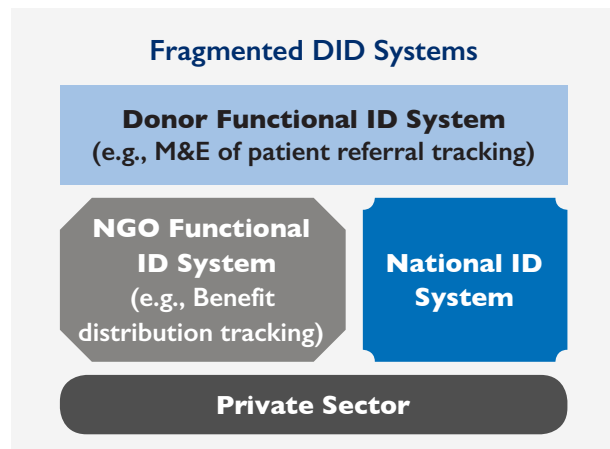 Fragmented DID Systems
Donor Functional ID System
(e.g., M&E of patient referral tracking)
NGO Functional
ID System
(e.g., Benefit
distribution tracking)
National ID
System
Private Sector